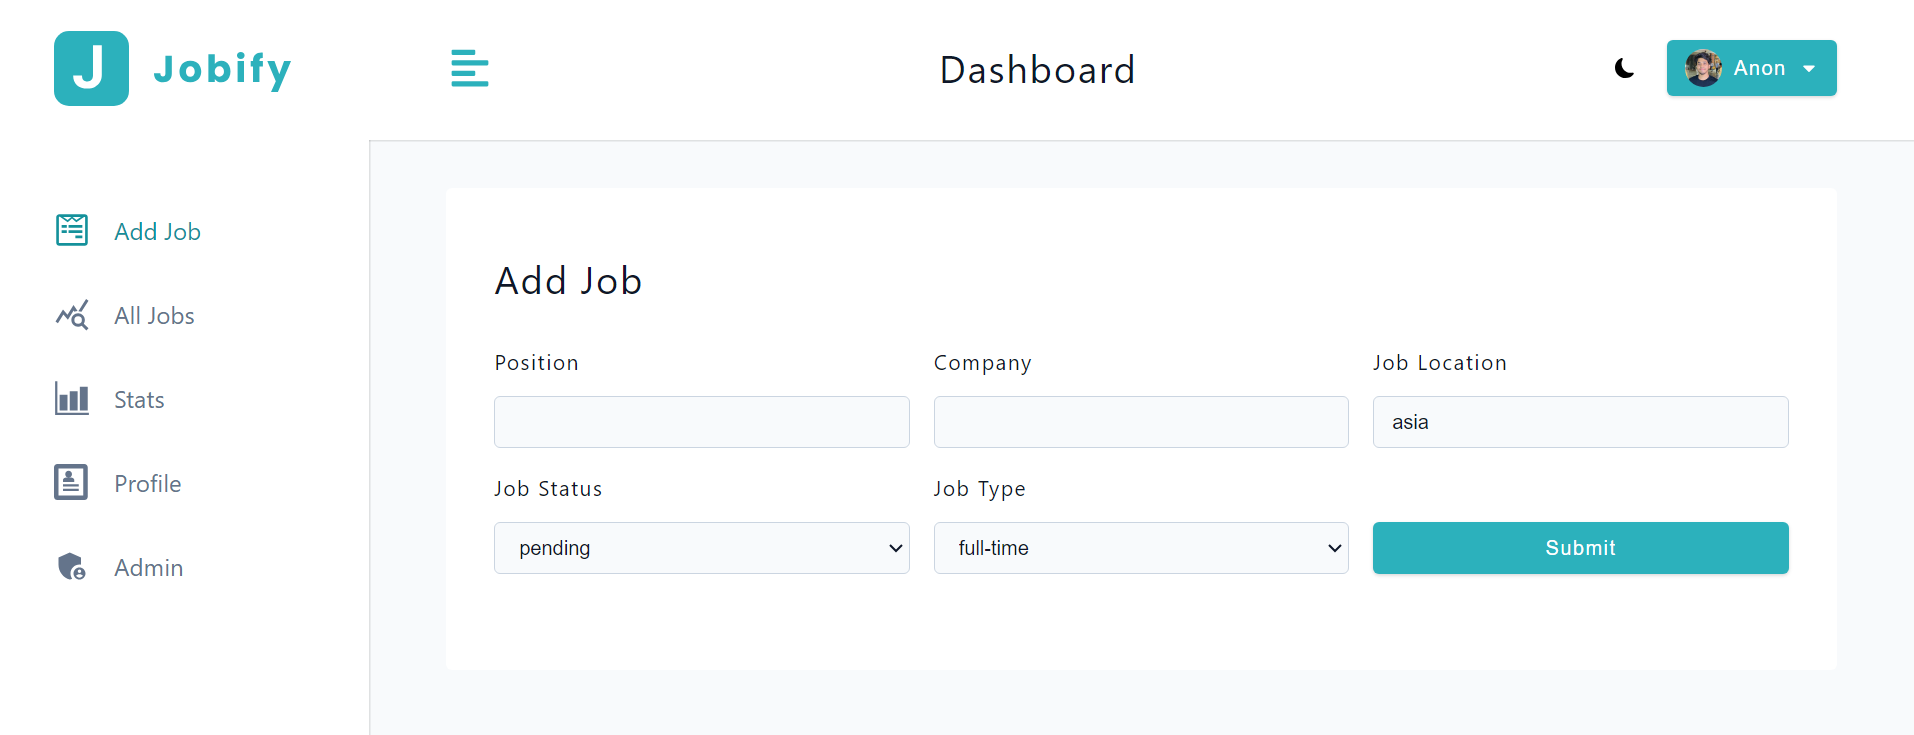 J Jobify
Dashboard
Anon
Add Job
All Jobs
Stats
Profile
Admin
Add Job
Position
Company
Job Location
asia
Job Status
Job Type
pending
full-time
Submit